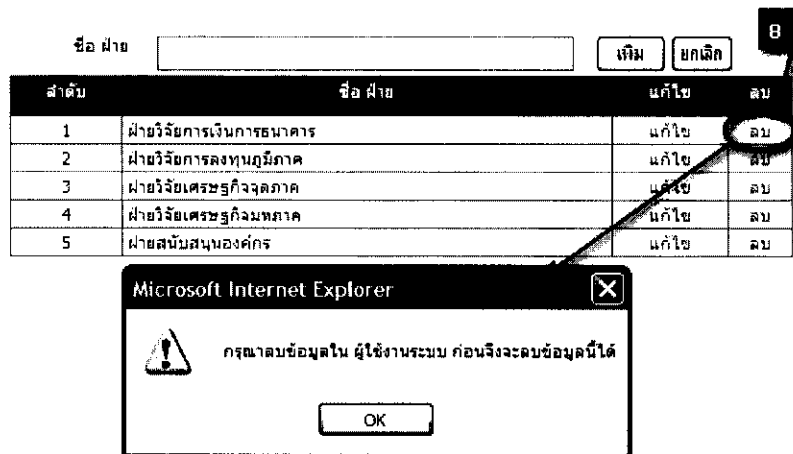 8
ชื่อ ฝ่าย เพิ่ม ยกเลิก
ลำดับ ชื่อ ฝ่าย แก้ไข ลบ
1 ฝ่ายวิจัยการเงินการธนาคาร แก้ไข ลบ
2 ฝ่ายวิจัยการลงทุนภูมิภาค แก้ไข ลบ
3 ฝ่ายวิจัยเศรษฐกิจจุลภาค แก้ไข ลบ
4 ฝ่ายวิจัยเศรษฐกิจมหภาค แก้ไข ลบ
5 ฝ่ายสนับสนุนองค์กร แก้ไข ลบ
Microsoft Internet Explorer
กรุณาลบข้อมูลใน ผู้ใช้งานระบบ ก่อนจึงจะลบข้อมูลนี้ได้
OK